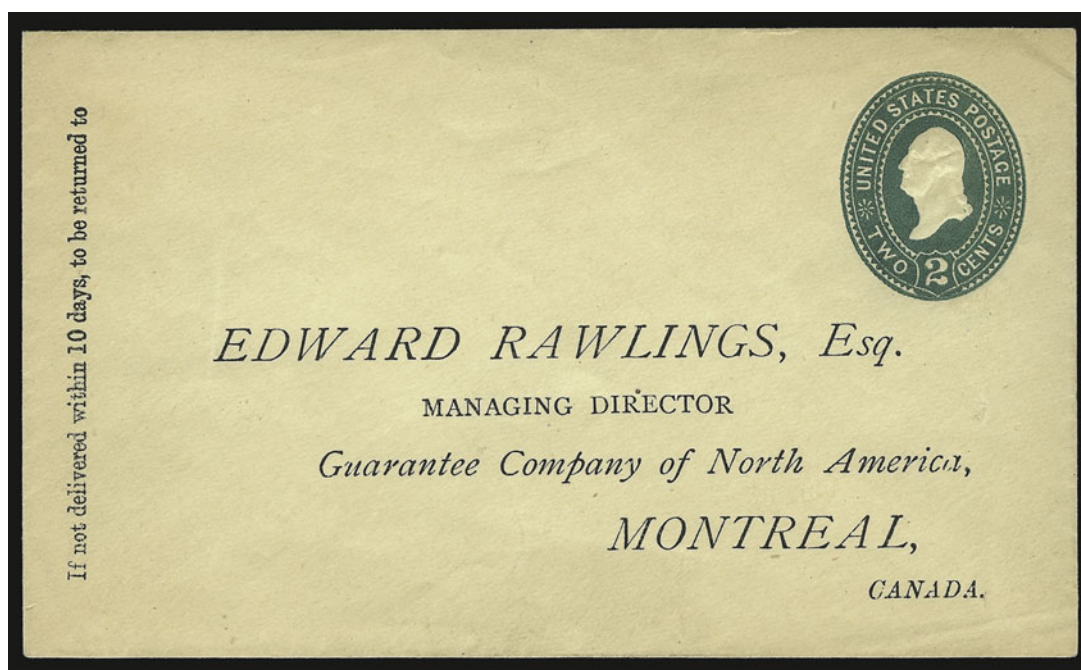 UNITED STATES POSTAGE
TWO 2 CENTS
If not delivered within 10 days, to be returned to
EDWARD RAWLINGS, Esq.
MANAGING DIRECTOR
Guarantee Company of North America,
MONTREAL,
CANADA.